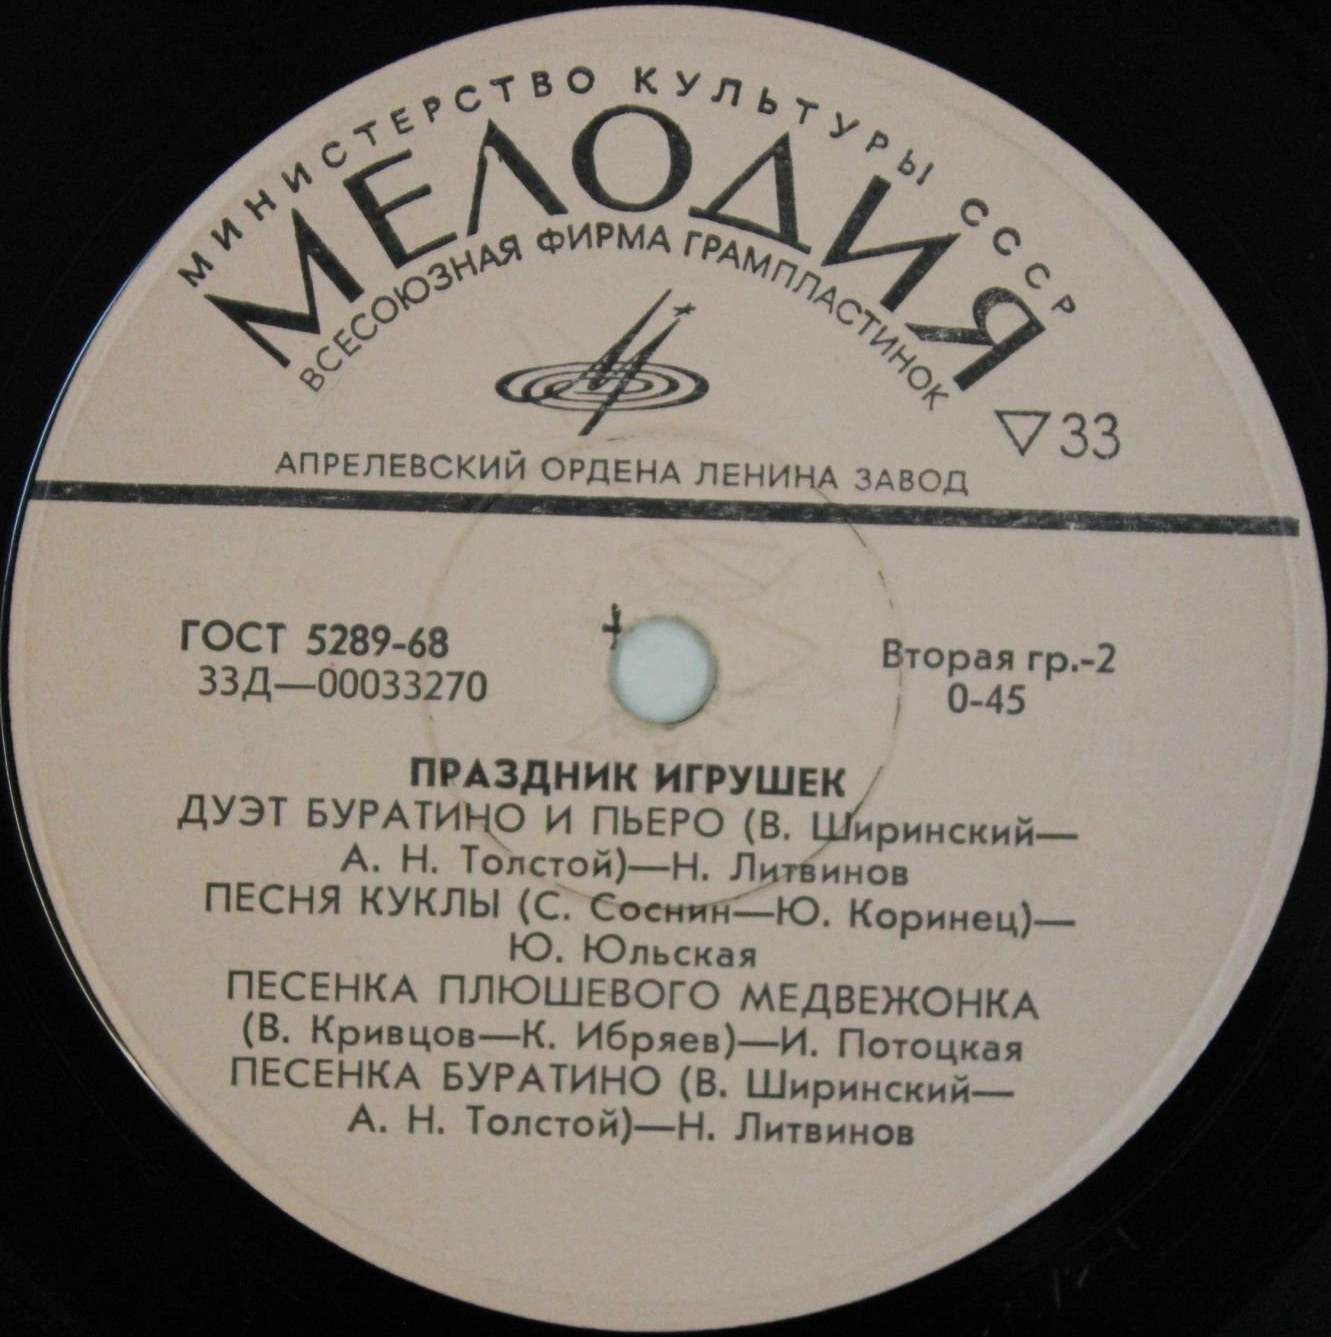 МИНИСТЕРСТВО КУЛЬТУРЫ СССР
МЕЛОДИЯ
ВСЕСОЮЗНАЯ ФИРМА ГРАМПЛАСТИНОК
▽33
АПРЕЛЕВСКИЙ ОРДЕНА ЛЕНИНА ЗАВОД
ГОСТ 5289-68
33Д—00033270
Вторая гр.-2
0-45
ПРАЗДНИК ИГРУШЕК
ДУЭТ БУРАТИНО И ПЬЕРО (В. Ширинский—
А. Н. Толстой)—Н. Литвинов
ПЕСНЯ КУКЛЫ (С. Соснин—Ю. Коринец)—
Ю. Юльская
ПЕСЕНКА ПЛЮШЕВОГО МЕДВЕЖОНКА
(В. Кривцов—К. Ибряев)—И. Потоцкая
ПЕСЕНКА БУРАТИНО (В. Ширинский—
А. Н. Толстой)—Н. Литвинов